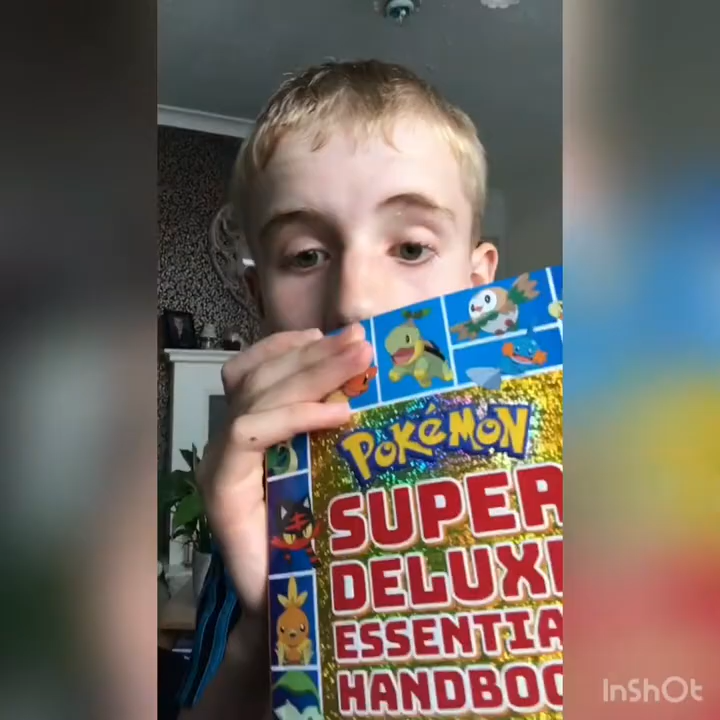 POKéMON
SUPER
DELUX
ESSENTIA
HANDBOO
InShOt